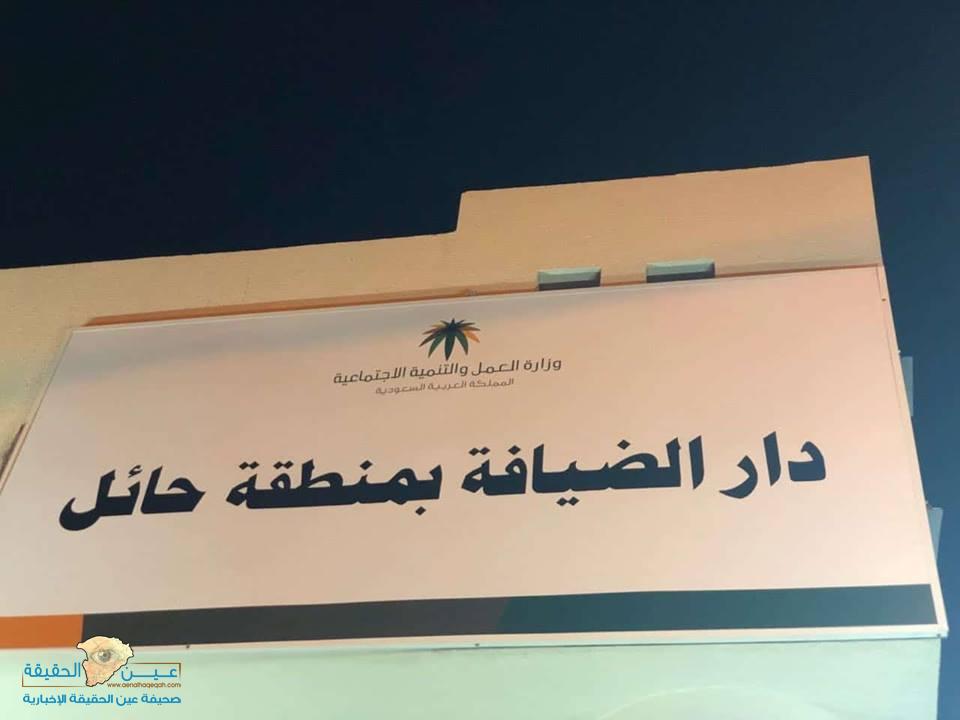 وزارة العمل والتنمية الاجتماعية
المملكة العربية السعودية
دار الضيافة بمنطقة حائل
عين الحقيقة
www.aenalhaqeqah.com
صحيفة عين الحقيقة الإخبارية